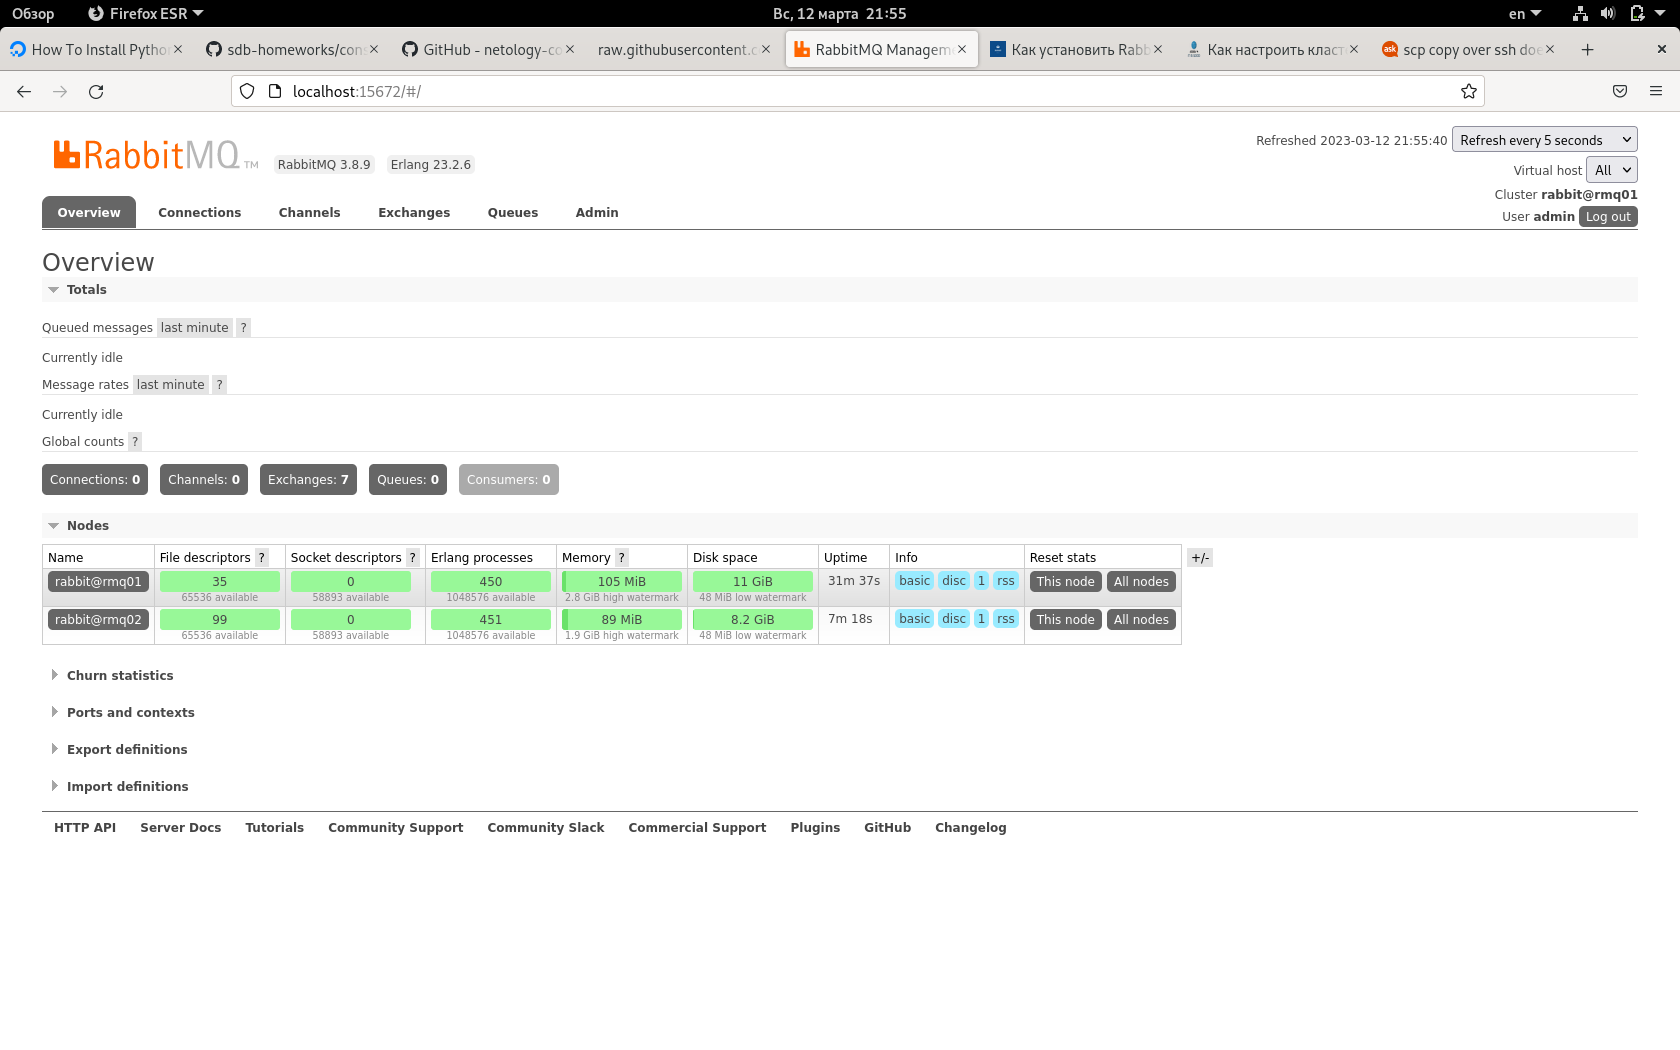 Обзор Firefox ESR Вс, 12 марта 21:55 en
How To Install Pytho sdb-homeworks/con GitHub - netology-co raw.githubusercontent.c RabbitMQ Managem Как установить Rabb Как настроить класт scp copy over ssh doe
localhost:15672/#/
RabbitMQ TM RabbitMQ 3.8.9 Erlang 23.2.6
Refreshed 2023-03-12 21:55:40 Refresh every 5 seconds
Virtual host All
Cluster rabbit@rmq01
User admin Log out
Overview Connections Channels Exchanges Queues Admin
Overview
Totals
Queued messages last minute ?
Currently idle
Message rates last minute ?
Currently idle
Global counts ?
Connections: 0 Channels: 0 Exchanges: 7 Queues: 0 Consumers: 0
Nodes
Name File descriptors ? Socket descriptors ? Erlang processes Memory ? Disk space Uptime Info Reset stats +/-
rabbit@rmq01 35 0 450 105 MiB 11 GiB 31m 37s basic disc 1 rss This node All nodes
65536 available 58893 available 1048576 available 2.8 GiB high watermark 48 MiB low watermark
rabbit@rmq02 99 0 451 89 MiB 8.2 GiB 7m 18s basic disc 1 rss This node All nodes
65536 available 58893 available 1048576 available 1.9 GiB high watermark 48 MiB low watermark
Churn statistics
Ports and contexts
Export definitions
Import definitions
HTTP API Server Docs Tutorials Community Support Community Slack Commercial Support Plugins GitHub Changelog